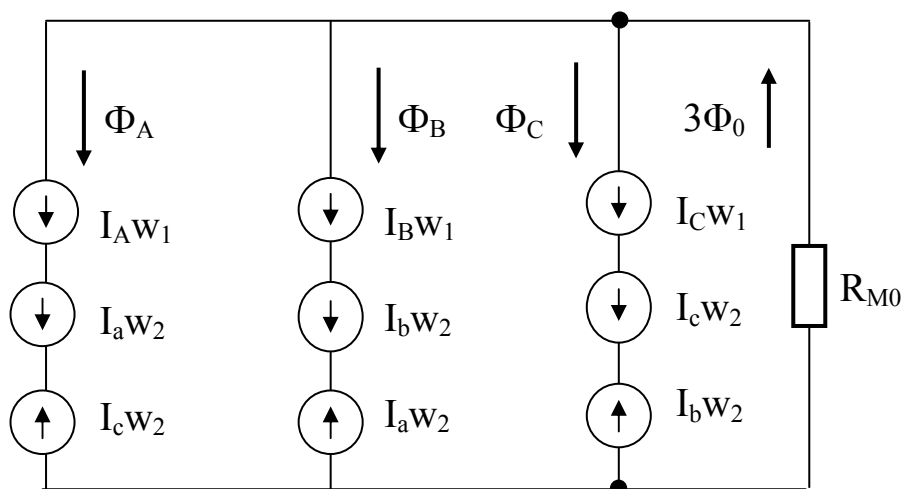 Φ_A
Φ_B
Φ_C
3Φ_0
I_Aw_1
I_Bw_1
I_Cw_1
I_aw_2
I_bw_2
I_cw_2
R_M0
I_cw_2
I_aw_2
I_bw_2